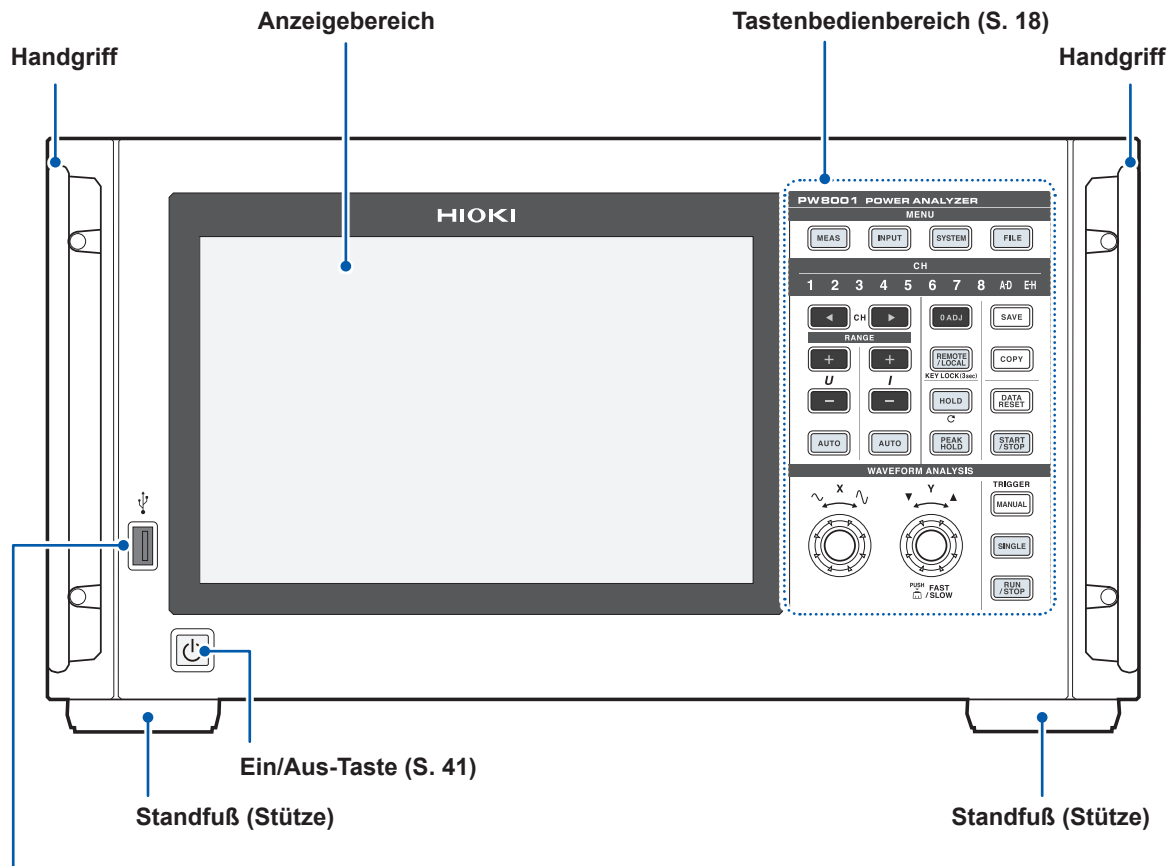 Anzeigebereich
Tastenbedienbereich (S. 18)
Handgriff
Handgriff
HIOKI
PW8001 POWER ANALYZER
MENU
MEAS INPUT SYSTEM FILE
CH
1 2 3 4 5 6 7 8 A-D E-H
CH
0 ADJ
SAVE
RANGE
+ +
REMOTE
/LOCAL
COPY
KEY LOCK(3sec)
U I
− −
HOLD
DATA
RESET
AUTO AUTO
PEAK
HOLD
START
/STOP
WAVEFORM ANALYSIS
X Y
TRIGGER
MANUAL
SINGLE
PUSH FAST
/SLOW
RUN
/STOP
Ein/Aus-Taste (S. 41)
Standfuß (Stütze)
Standfuß (Stütze)